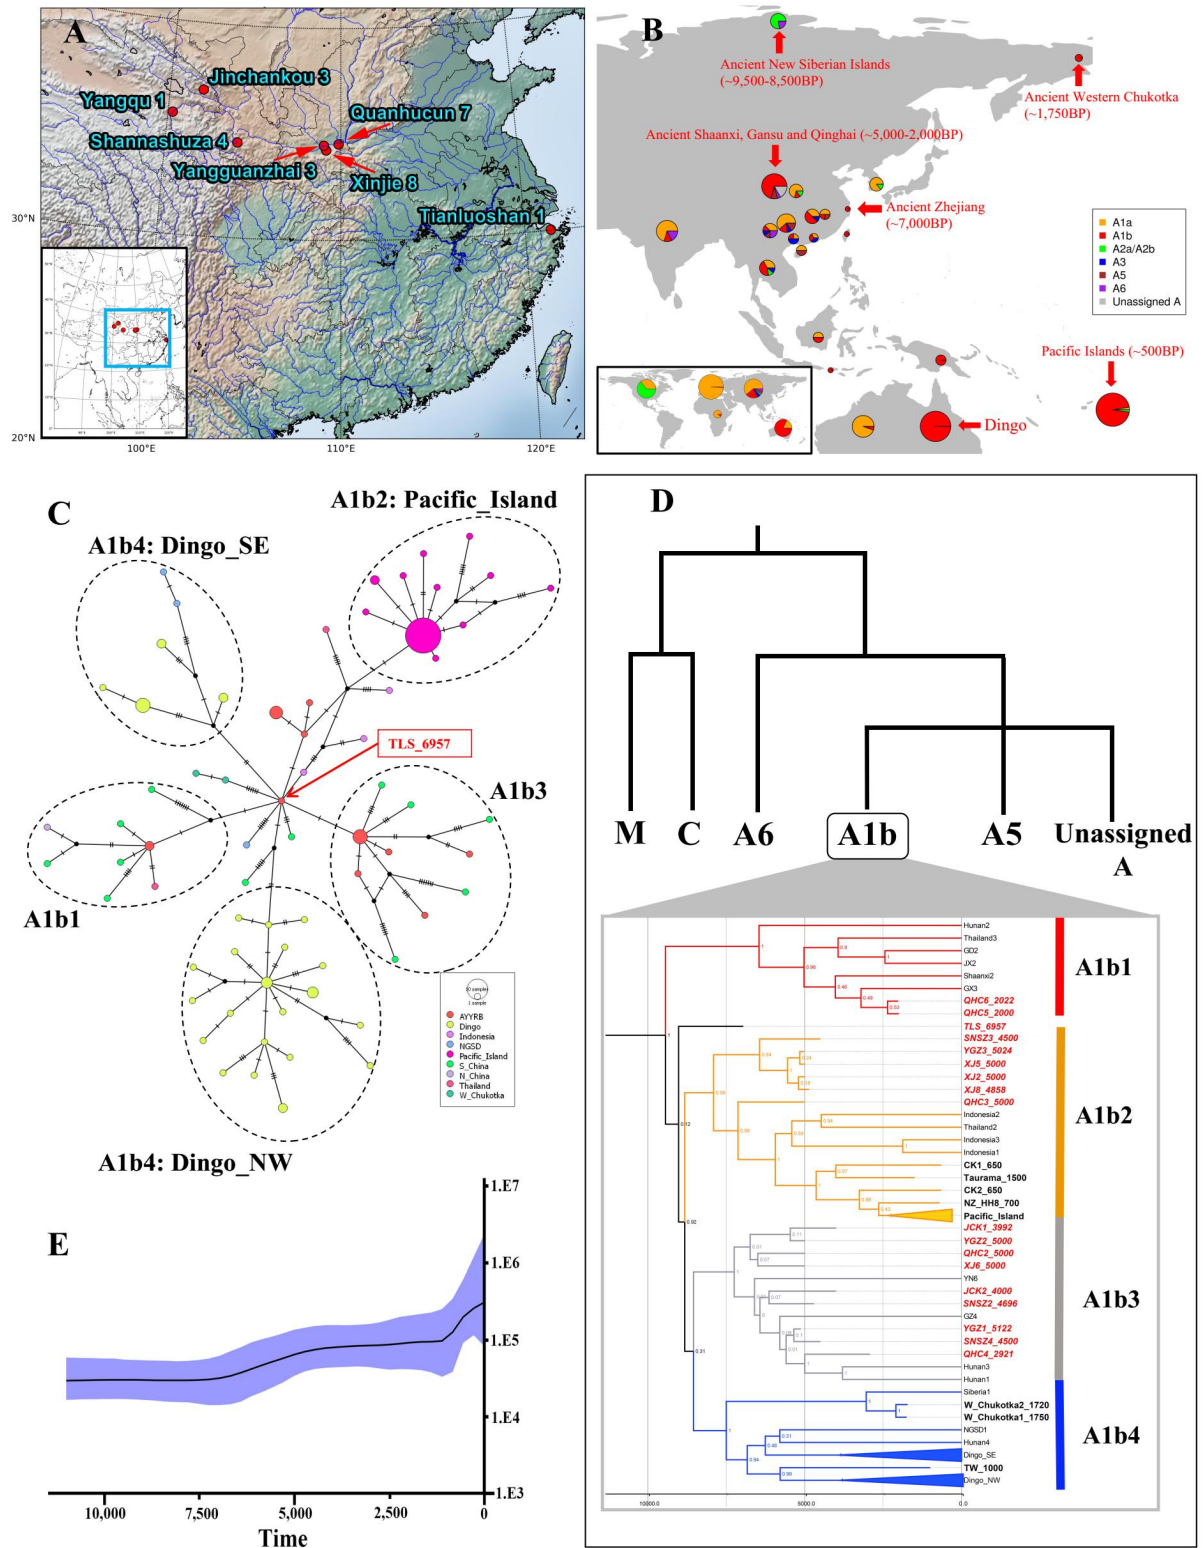 A
Jinchankou 3
Yangqu 1
Quanhucun 7
Shannashuza 4
Yangguanzhai 3
Xinjie 8
Tianluoshan 1
30°N
20°N
100°E
110°E
120°E
B
Ancient New Siberian Islands
(~9,500-8,500BP)
Ancient Western Chukotka
(~1,750BP)
Ancient Shaanxi, Gansu and Qinghai (~5,000-2,000BP)
Ancient Zhejiang
(~7,000BP)
A1a
A1b
A2a/A2b
A3
A5
A6
Unassigned A
Pacific Islands (~500BP)
Dingo
C
A1b2: Pacific_Island
A1b4: Dingo_SE
TLS_6957
A1b3
A1b1
A1b4: Dingo_NW
10 samples
1 sample
AYYRB
Dingo
Indonesia
NGSD
Pacific_Island
S_China
N_China
Thailand
W_Chukotka
D
M
C
A6
A1b
A5
Unassigned
A
Hunan2
Thailand3
GD2
JX2
Shaanxi2
GX3
QHC6_2022
QHC5_2000
A1b1
TLS_6957
SNSZ3_4500
YGZ3_5024
XJ5_5000
XJ2_5000
XJ8_4858
QHC3_5000
Indonesia2
Thailand2
Indonesia3
Indonesia1
CK1_650
Taurama_1500
CK2_650
NZ_HH8_700
Pacific_Island
A1b2
JCK1_3992
YGZ2_5000
QHC2_5000
XJ6_5000
YN6
JCK2_4000
SNSZ2_4696
GZ4
YGZ1_5122
SNSZ4_4500
QHC4_2921
Hunan3
Hunan1
A1b3
Siberia1
W_Chukotka2_1720
W_Chukotka1_1750
NGSD1
Hunan4
Dingo_SE
TW_1000
Dingo_NW
A1b4
10000.0
5000.0
0.0
E
1.E7
1.E6
1.E5
1.E4
1.E3
10,000
7,500
5,000
2,500
0
Time